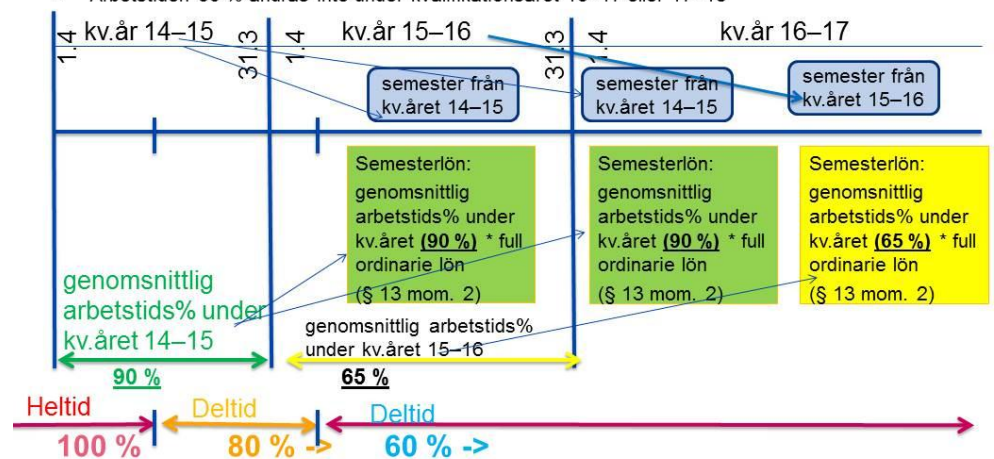 1.4
kv.år 14–15
31.3
1.4
kv.år 15–16
31.3
1.4
kv.år 16–17
semester från
kv.året 14–15
semester från
kv.året 14–15
semester från
kv.året 15–16
Semesterlön:
genomsnittlig
arbetstids% under
kv.året (90 %) * full
ordinarie lön
(§ 13 mom. 2)
Semesterlön:
genomsnittlig
arbetstids% under
kv.året (90 %) * full
ordinarie lön
(§ 13 mom. 2)
Semesterlön:
genomsnittlig
arbetstids% under
kv.året (65 %) * full
ordinarie lön
(§ 13 mom. 2)
genomsnittlig
arbetstids% under
kv.året 14–15
90 %
genomsnittlig arbetstids%
under kv.året 15–16
65 %
Heltid
100 %
Deltid
80 % ->
Deltid
60 % ->